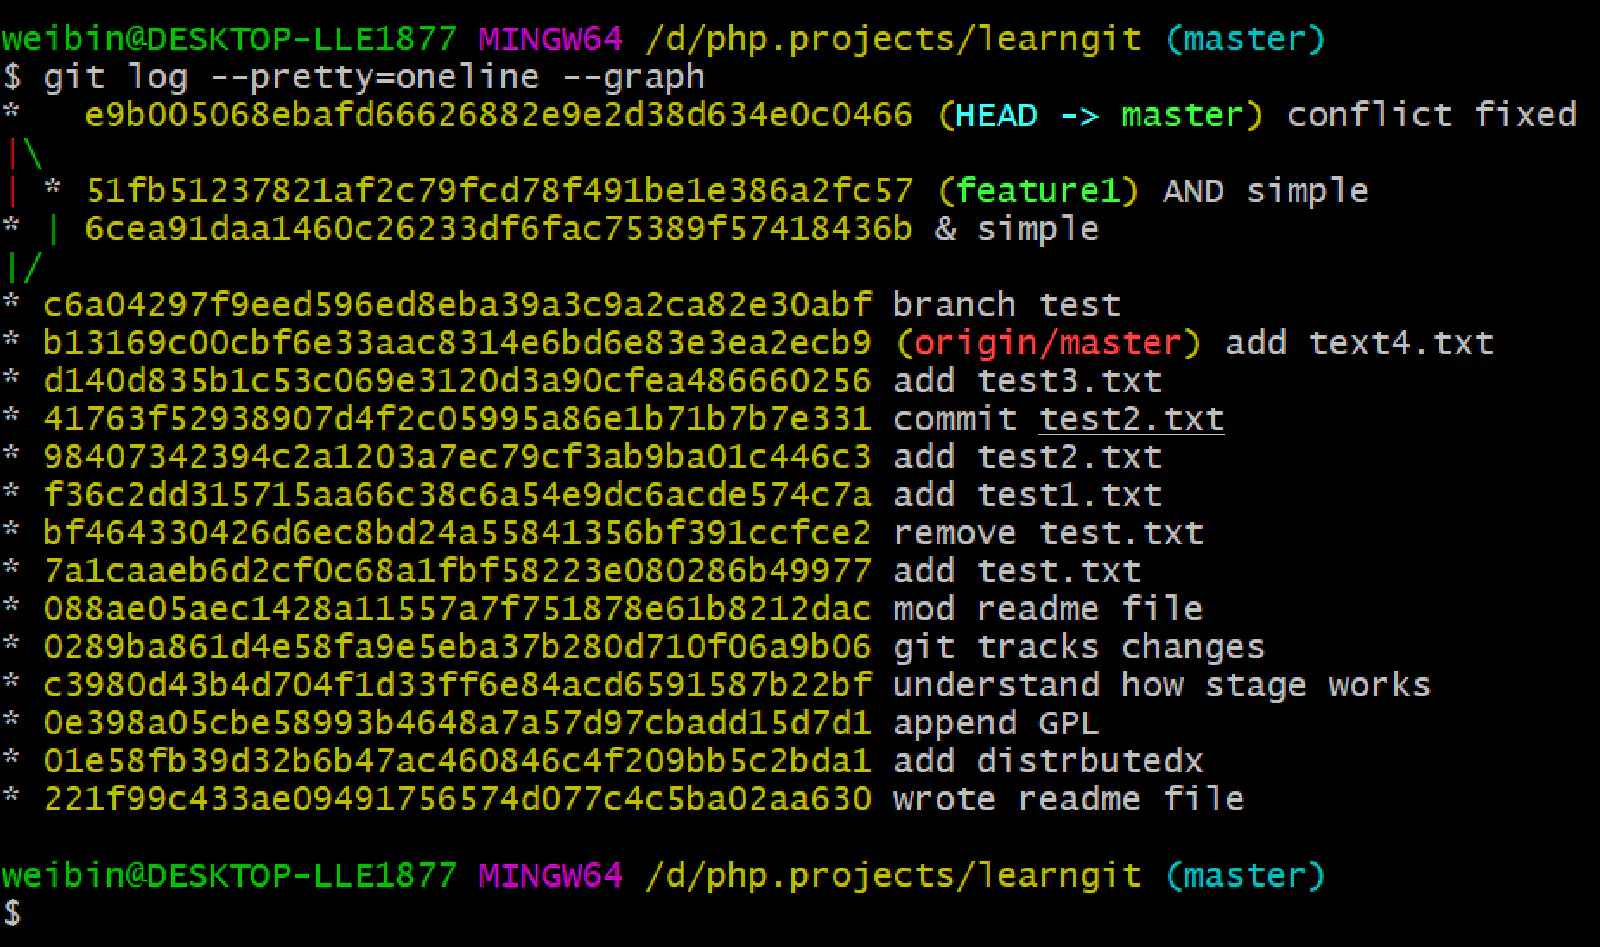 weibin@DESKTOP-LLE1877 MINGW64 /d/php.projects/learngit (master)
$ git log --pretty=oneline --graph
*   e9b005068ebafd66626882e9e2d38d634e0c0466 (HEAD -> master) conflict fixed
|\
| * 51fb51237821af2c79fcd78f491be1e386a2fc57 (feature1) AND simple
* | 6cea91daa1460c26233df6fac75389f57418436b & simple
|/
* c6a04297f9eed596ed8eba39a3c9a2ca82e30abf branch test
* b13169c00cbf6e33aac8314e6bd6e83e3ea2ecb9 (origin/master) add text4.txt
* d140d835b1c53c069e3120d3a90cfea486660256 add test3.txt
* 41763f52938907d4f2c05995a86e1b71b7b7e331 commit test2.txt
* 98407342394c2a1203a7ec79cf3ab9ba01c446c3 add test2.txt
* f36c2dd315715aa66c38c6a54e9dc6acde574c7a add test1.txt
* bf464330426d6ec8bd24a55841356bf391ccfce2 remove test.txt
* 7a1caaeb6d2cf0c68a1fbf58223e080286b49977 add test.txt
* 088ae05aec1428a11557a7f751878e61b8212dac mod readme file
* 0289ba861d4e58fa9e5eba37b280d710f06a9b06 git tracks changes
* c3980d43b4d704f1d33ff6e84acd6591587b22bf understand how stage works
* 0e398a05cbe58993b4648a7a57d97cbadd15d7d1 append GPL
* 01e58fb39d32b6b47ac460846c4f209bb5c2bda1 add distrbutedx
* 221f99c433ae09491756574d077c4c5ba02aa630 wrote readme file
weibin@DESKTOP-LLE1877 MINGW64 /d/php.projects/learngit (master)
$